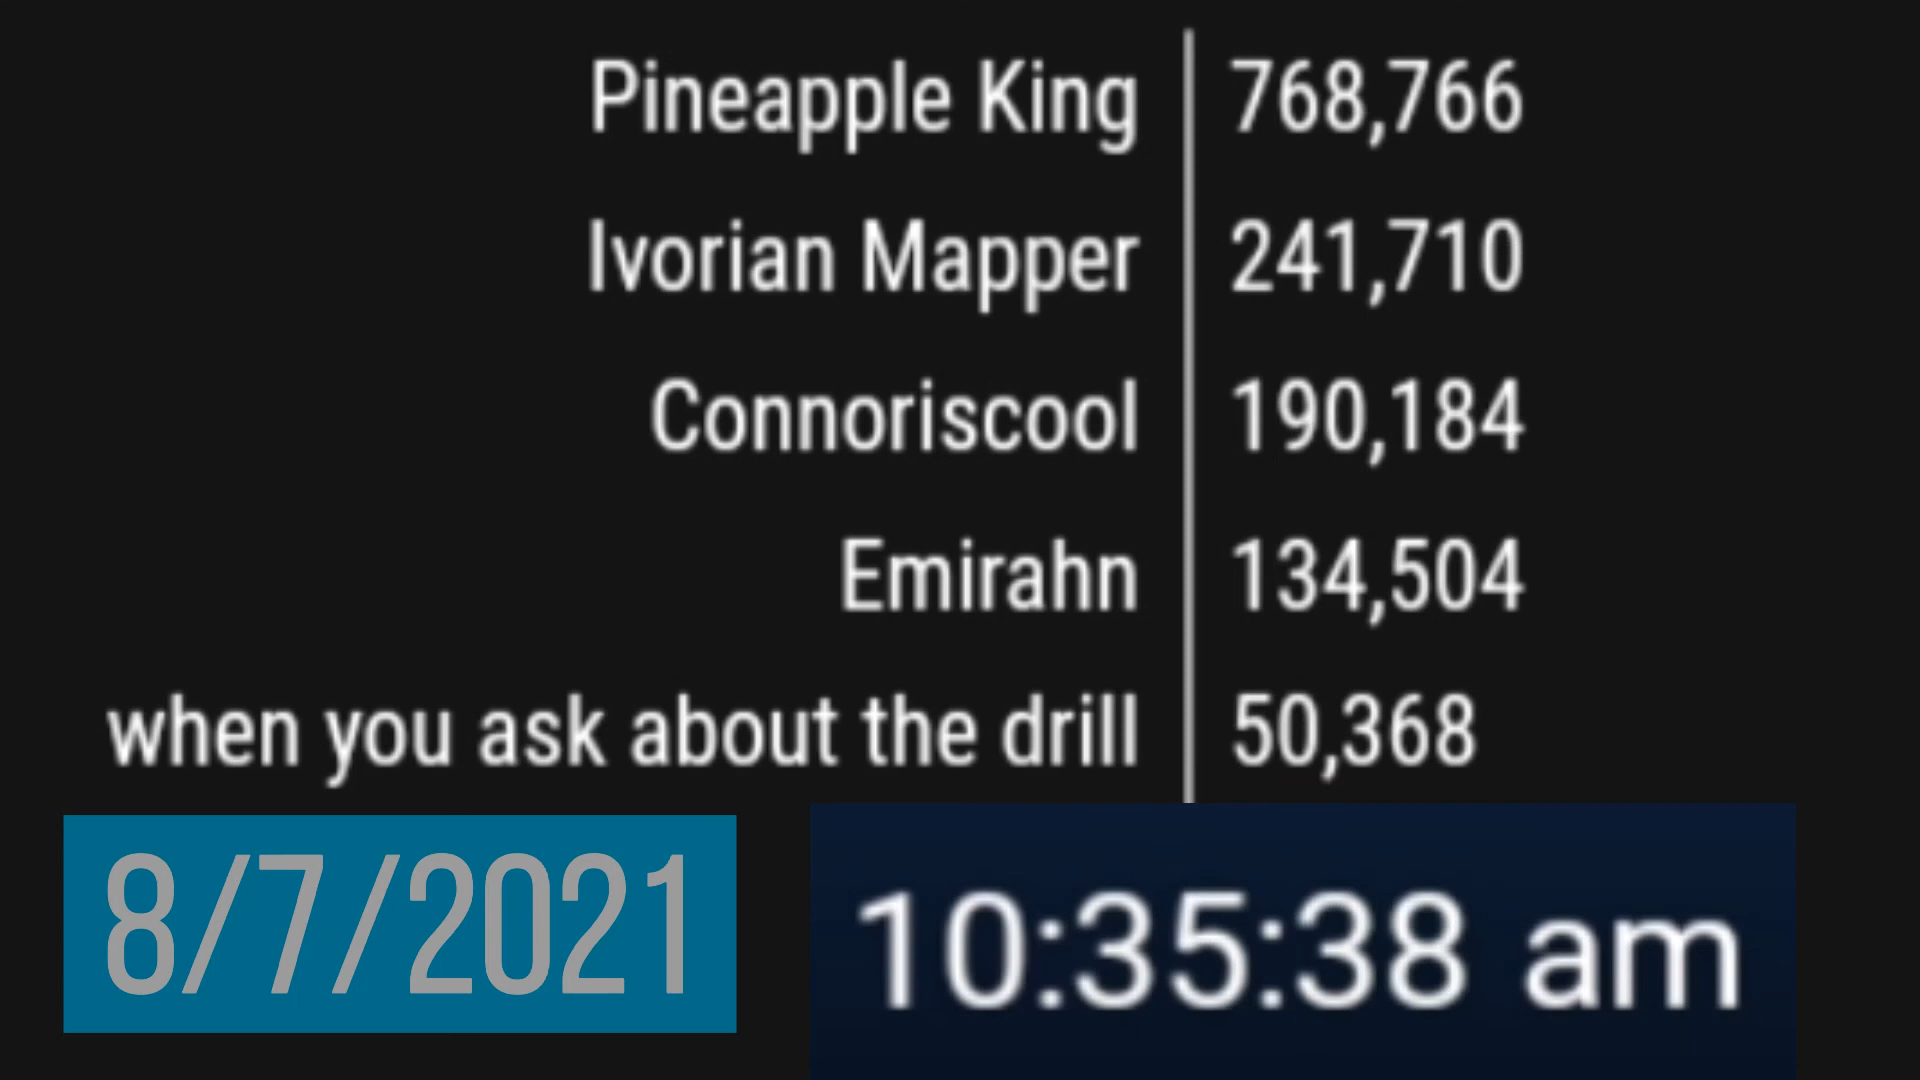 Pineapple King 768,766
Ivorian Mapper 241,710
Connoriscool 190,184
Emirahn 134,504
when you ask about the drill 50,368
8/7/2021 10:35:38 am